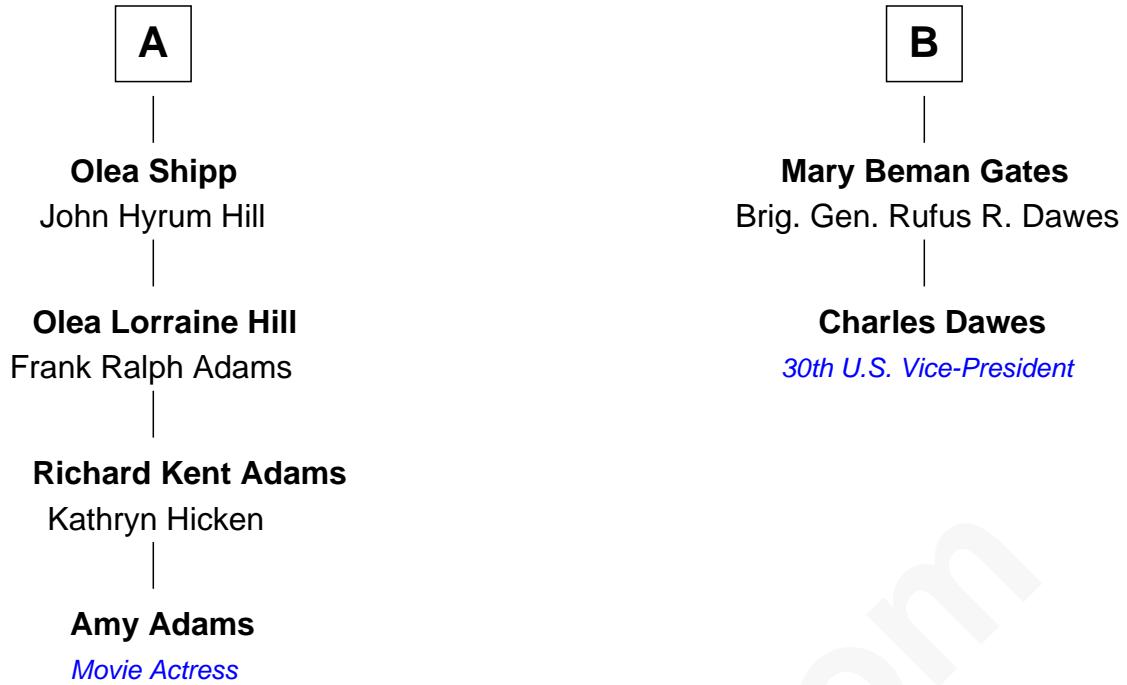 A
Olea Shipp
John Hyrum Hill
Olea Lorraine Hill
Frank Ralph Adams
Richard Kent Adams
Kathryn Hicken
Amy Adams
Movie Actress
B
Mary Beman Gates
Brig. Gen. Rufus R. Dawes
Charles Dawes
30th U.S. Vice-President
om